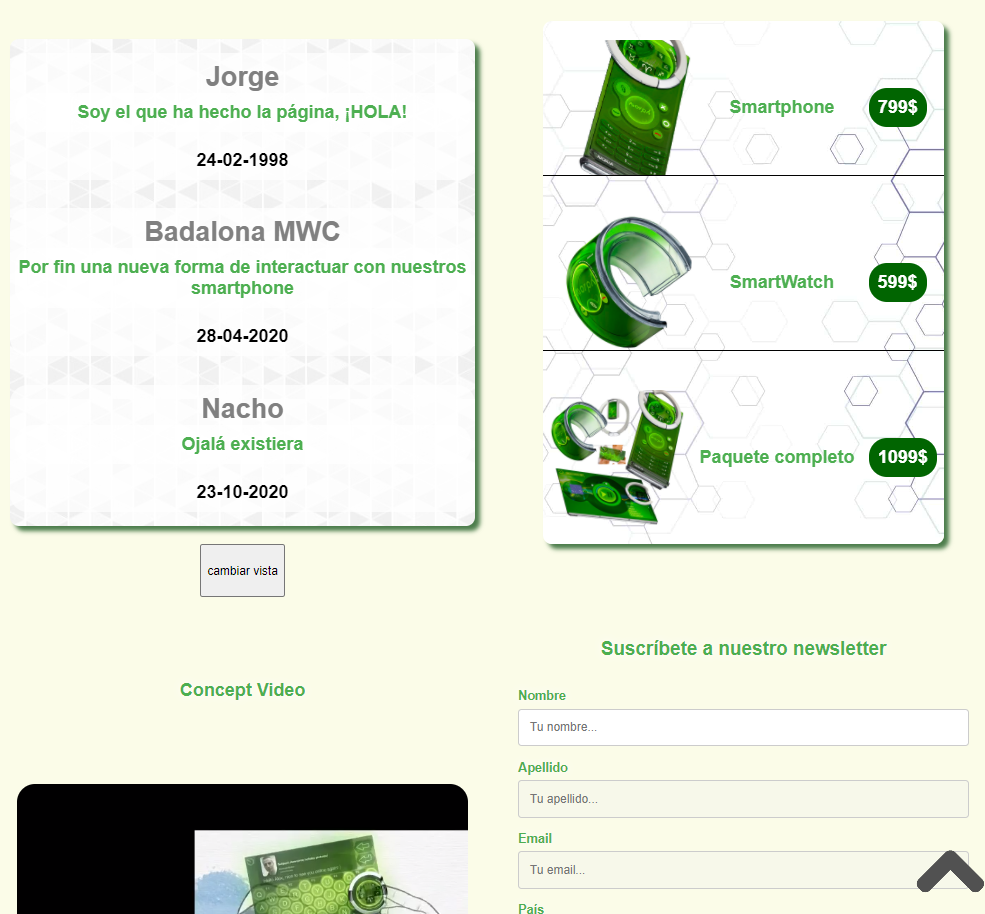 Jorge
Soy el que ha hecho la página, ¡HOLA!
24-02-1998
Badalona MWC
Por fin una nueva forma de interactuar con nuestros
smartphone
28-04-2020
Nacho
Ojalá existiera
23-10-2020
cambiar vista
Smartphone
799$
SmartWatch
599$
Paquete completo
1099$
Concept Video
Suscríbete a nuestro newsletter
Nombre
Tu nombre...
Apellido
Tu apellido...
Email
Tu email...
País